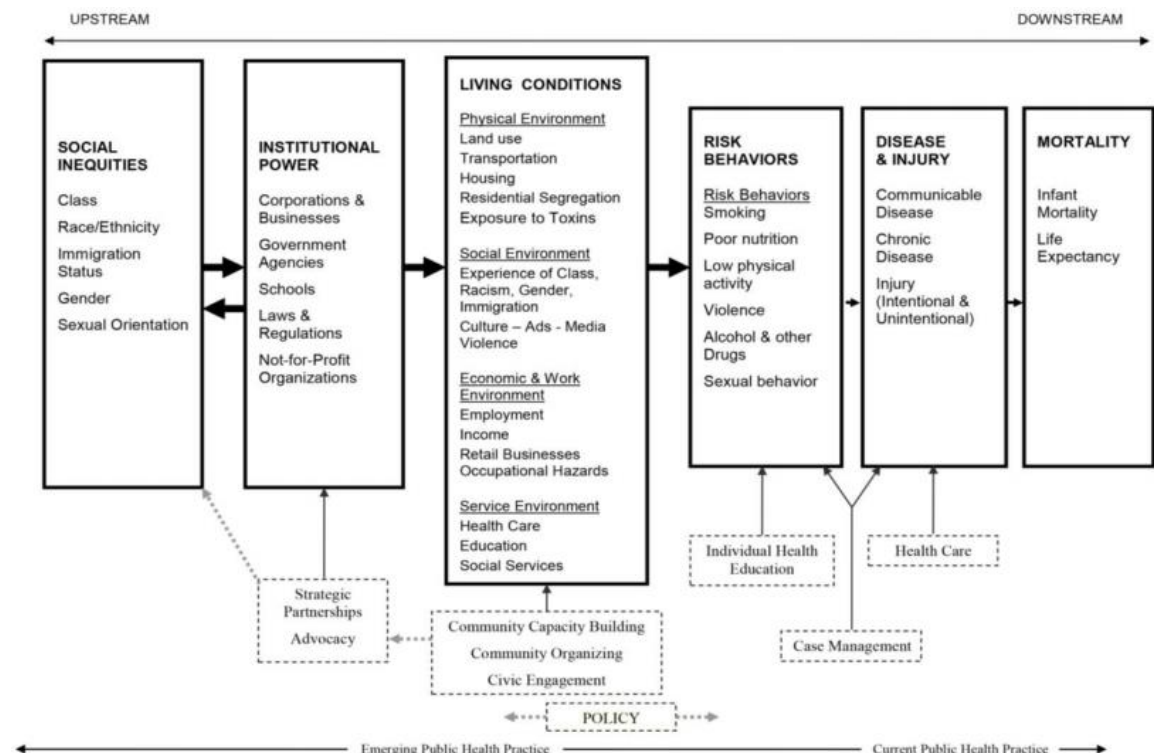 UPSTREAM
DOWNSTREAM
SOCIAL
INEQUITIES
Class
Race/Ethnicity
Immigration
Status
Gender
Sexual Orientation
INSTITUTIONAL
POWER
Corporations &
Businesses
Government
Agencies
Schools
Laws &
Regulations
Not-for-Profit
Organizations
LIVING CONDITIONS
Physical Environment
Land use
Transportation
Housing
Residential Segregation
Exposure to Toxins
Social Environment
Experience of Class,
Racism, Gender,
Immigration
Culture – Ads - Media
Violence
Economic & Work
Environment
Employment
Income
Retail Businesses
Occupational Hazards
Service Environment
Health Care
Education
Social Services
RISK
BEHAVIORS
Risk Behaviors
Smoking
Poor nutrition
Low physical
activity
Violence
Alcohol & other
Drugs
Sexual behavior
DISEASE
& INJURY
Communicable
Disease
Chronic
Disease
Injury
(Intentional &
Unintentional)
MORTALITY
Infant
Mortality
Life
Expectancy
Strategic
Partnerships
Advocacy
Community Capacity Building
Community Organizing
Civic Engagement
Individual Health
Education
Health Care
Case Management
POLICY
Emerging Public Health Practice
Current Public Health Practice